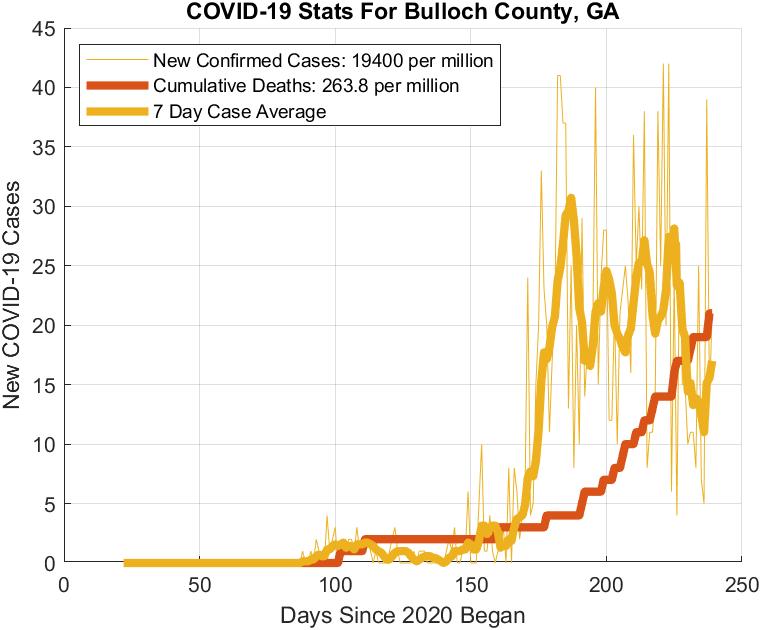 COVID-19 Stats For Bulloch County, GA
New Confirmed Cases: 19400 per million
Cumulative Deaths: 263.8 per million
7 Day Case Average
New COVID-19 Cases
45
40
35
30
25
20
15
10
5
0
0 50 100 150 200 250
Days Since 2020 Began